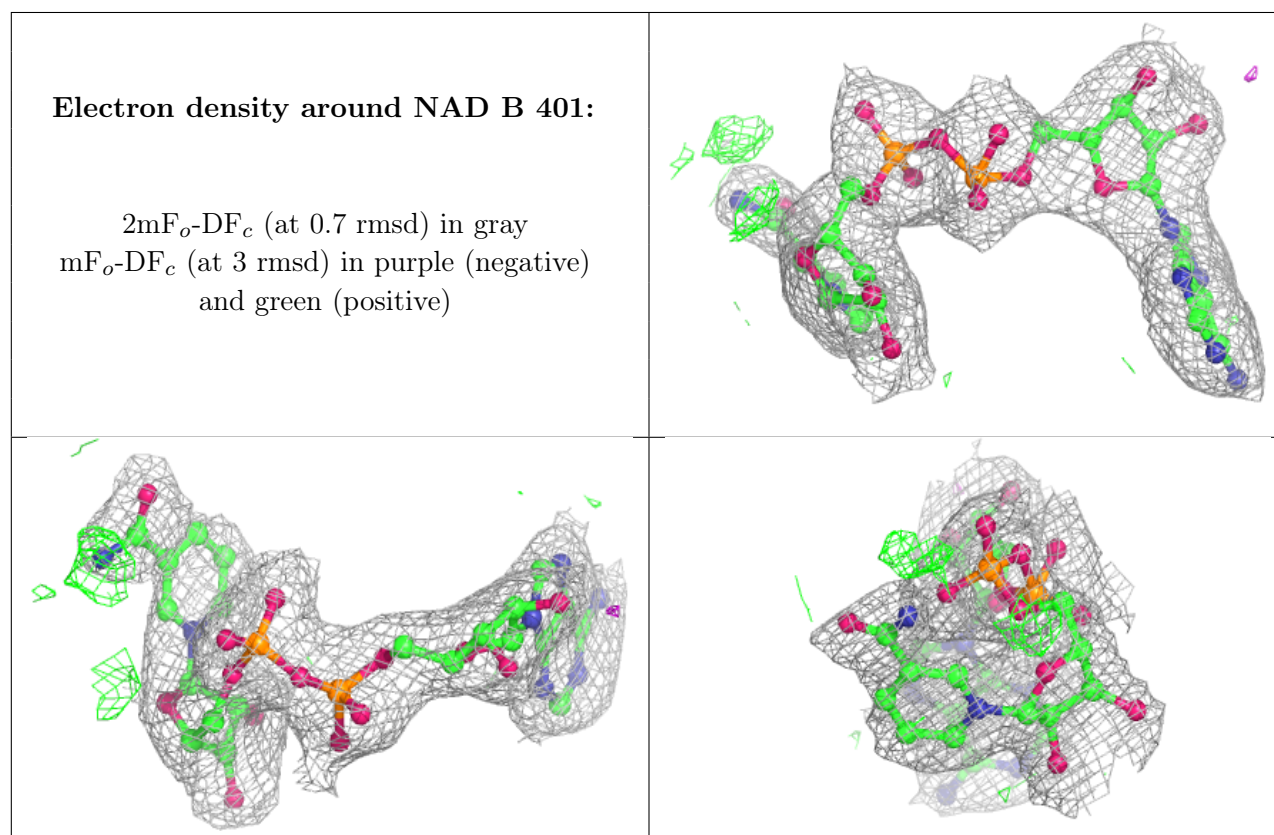 Electron density around NAD B 401:
2mFₒ-DF𝒸 (at 0.7 rmsd) in gray
mFₒ-DF𝒸 (at 3 rmsd) in purple (negative)
and green (positive)